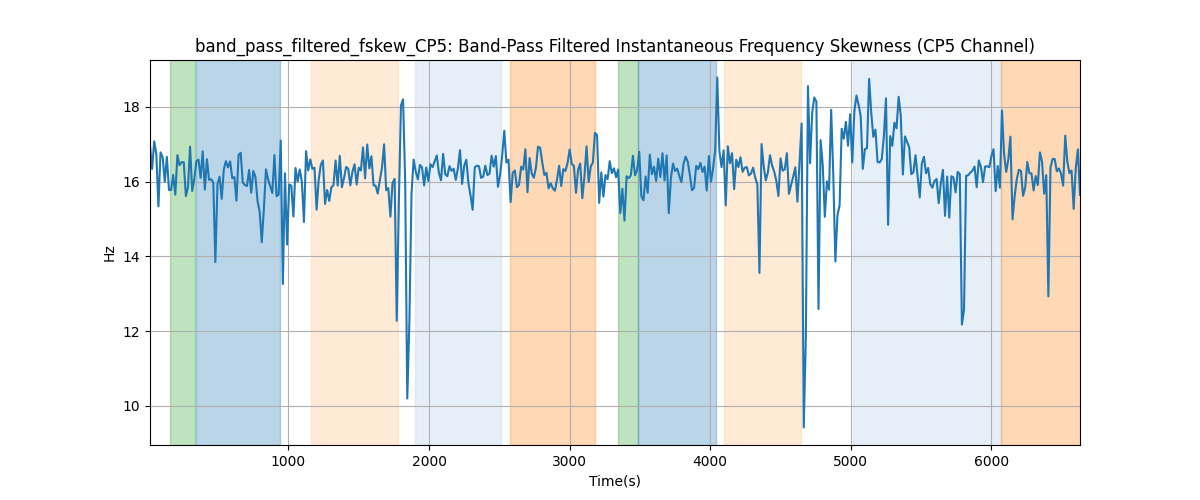 band_pass_filtered_fskew_CP5: Band-Pass Filtered Instantaneous Frequency Skewness (CP5 Channel)
18
16
14
12
10
Hz
1000 2000 3000 4000 5000 6000
Time(s)